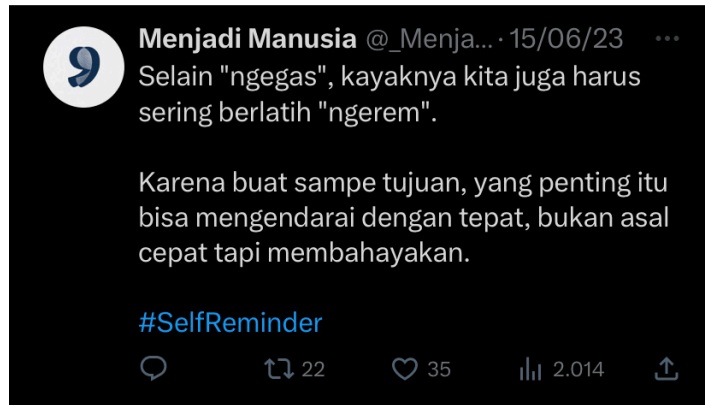 Menjadi Manusia @_Menja... · 15/06/23
Selain "ngegas", kayaknya kita juga harus
sering berlatih "ngerem".
Karena buat sampe tujuan, yang penting itu
bisa mengendarai dengan tepat, bukan asal
cepat tapi membahayakan.
#SelfReminder
22 35 2.014